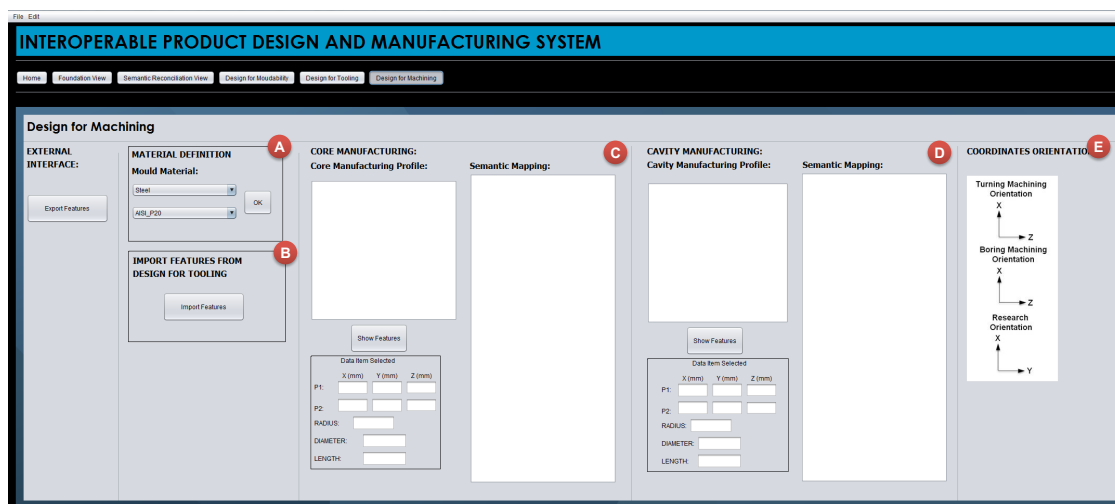 File Edit
INTEROPERABLE PRODUCT DESIGN AND MANUFACTURING SYSTEM
Home Foundation View Semantic Reconciliation View Design for Moudability Design for Tooling Design for Machining
Design for Machining
EXTERNAL
INTERFACE:
Export Features
A
MATERIAL DEFINITION
Mould Material:
Steel
AISI_P20
OK
B
IMPORT FEATURES FROM
DESIGN FOR TOOLING
Import Features
C
CORE MANUFACTURING:
Core Manufacturing Profile: Semantic Mapping:
Show Features
Data Item Selected
X (mm) Y (mm) Z (mm)
P1:
P2:
RADIUS:
DIAMETER:
LENGTH:
D
CAVITY MANUFACTURING:
Cavity Manufacturing Profile: Semantic Mapping:
Show Features
Data Item Selected
X (mm) Y (mm) Z (mm)
P1:
P2:
RADIUS:
DIAMETER:
LENGTH:
E
COORDINATES ORIENTATION
Turning Machining
Orientation
X
Z
Boring Machining
Orientation
X
Z
Research
Orientation
X
Y